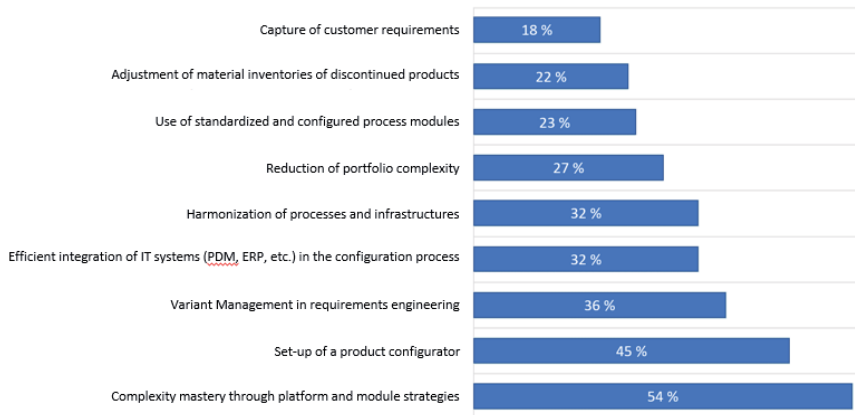 Capture of customer requirements 18 %
Adjustment of material inventories of discontinued products 22 %
Use of standardized and configured process modules 23 %
Reduction of portfolio complexity 27 %
Harmonization of processes and infrastructures 32 %
Efficient integration of IT systems (PDM, ERP, etc.) in the configuration process 32 %
Variant Management in requirements engineering 36 %
Set-up of a product configurator 45 %
Complexity mastery through platform and module strategies 54 %